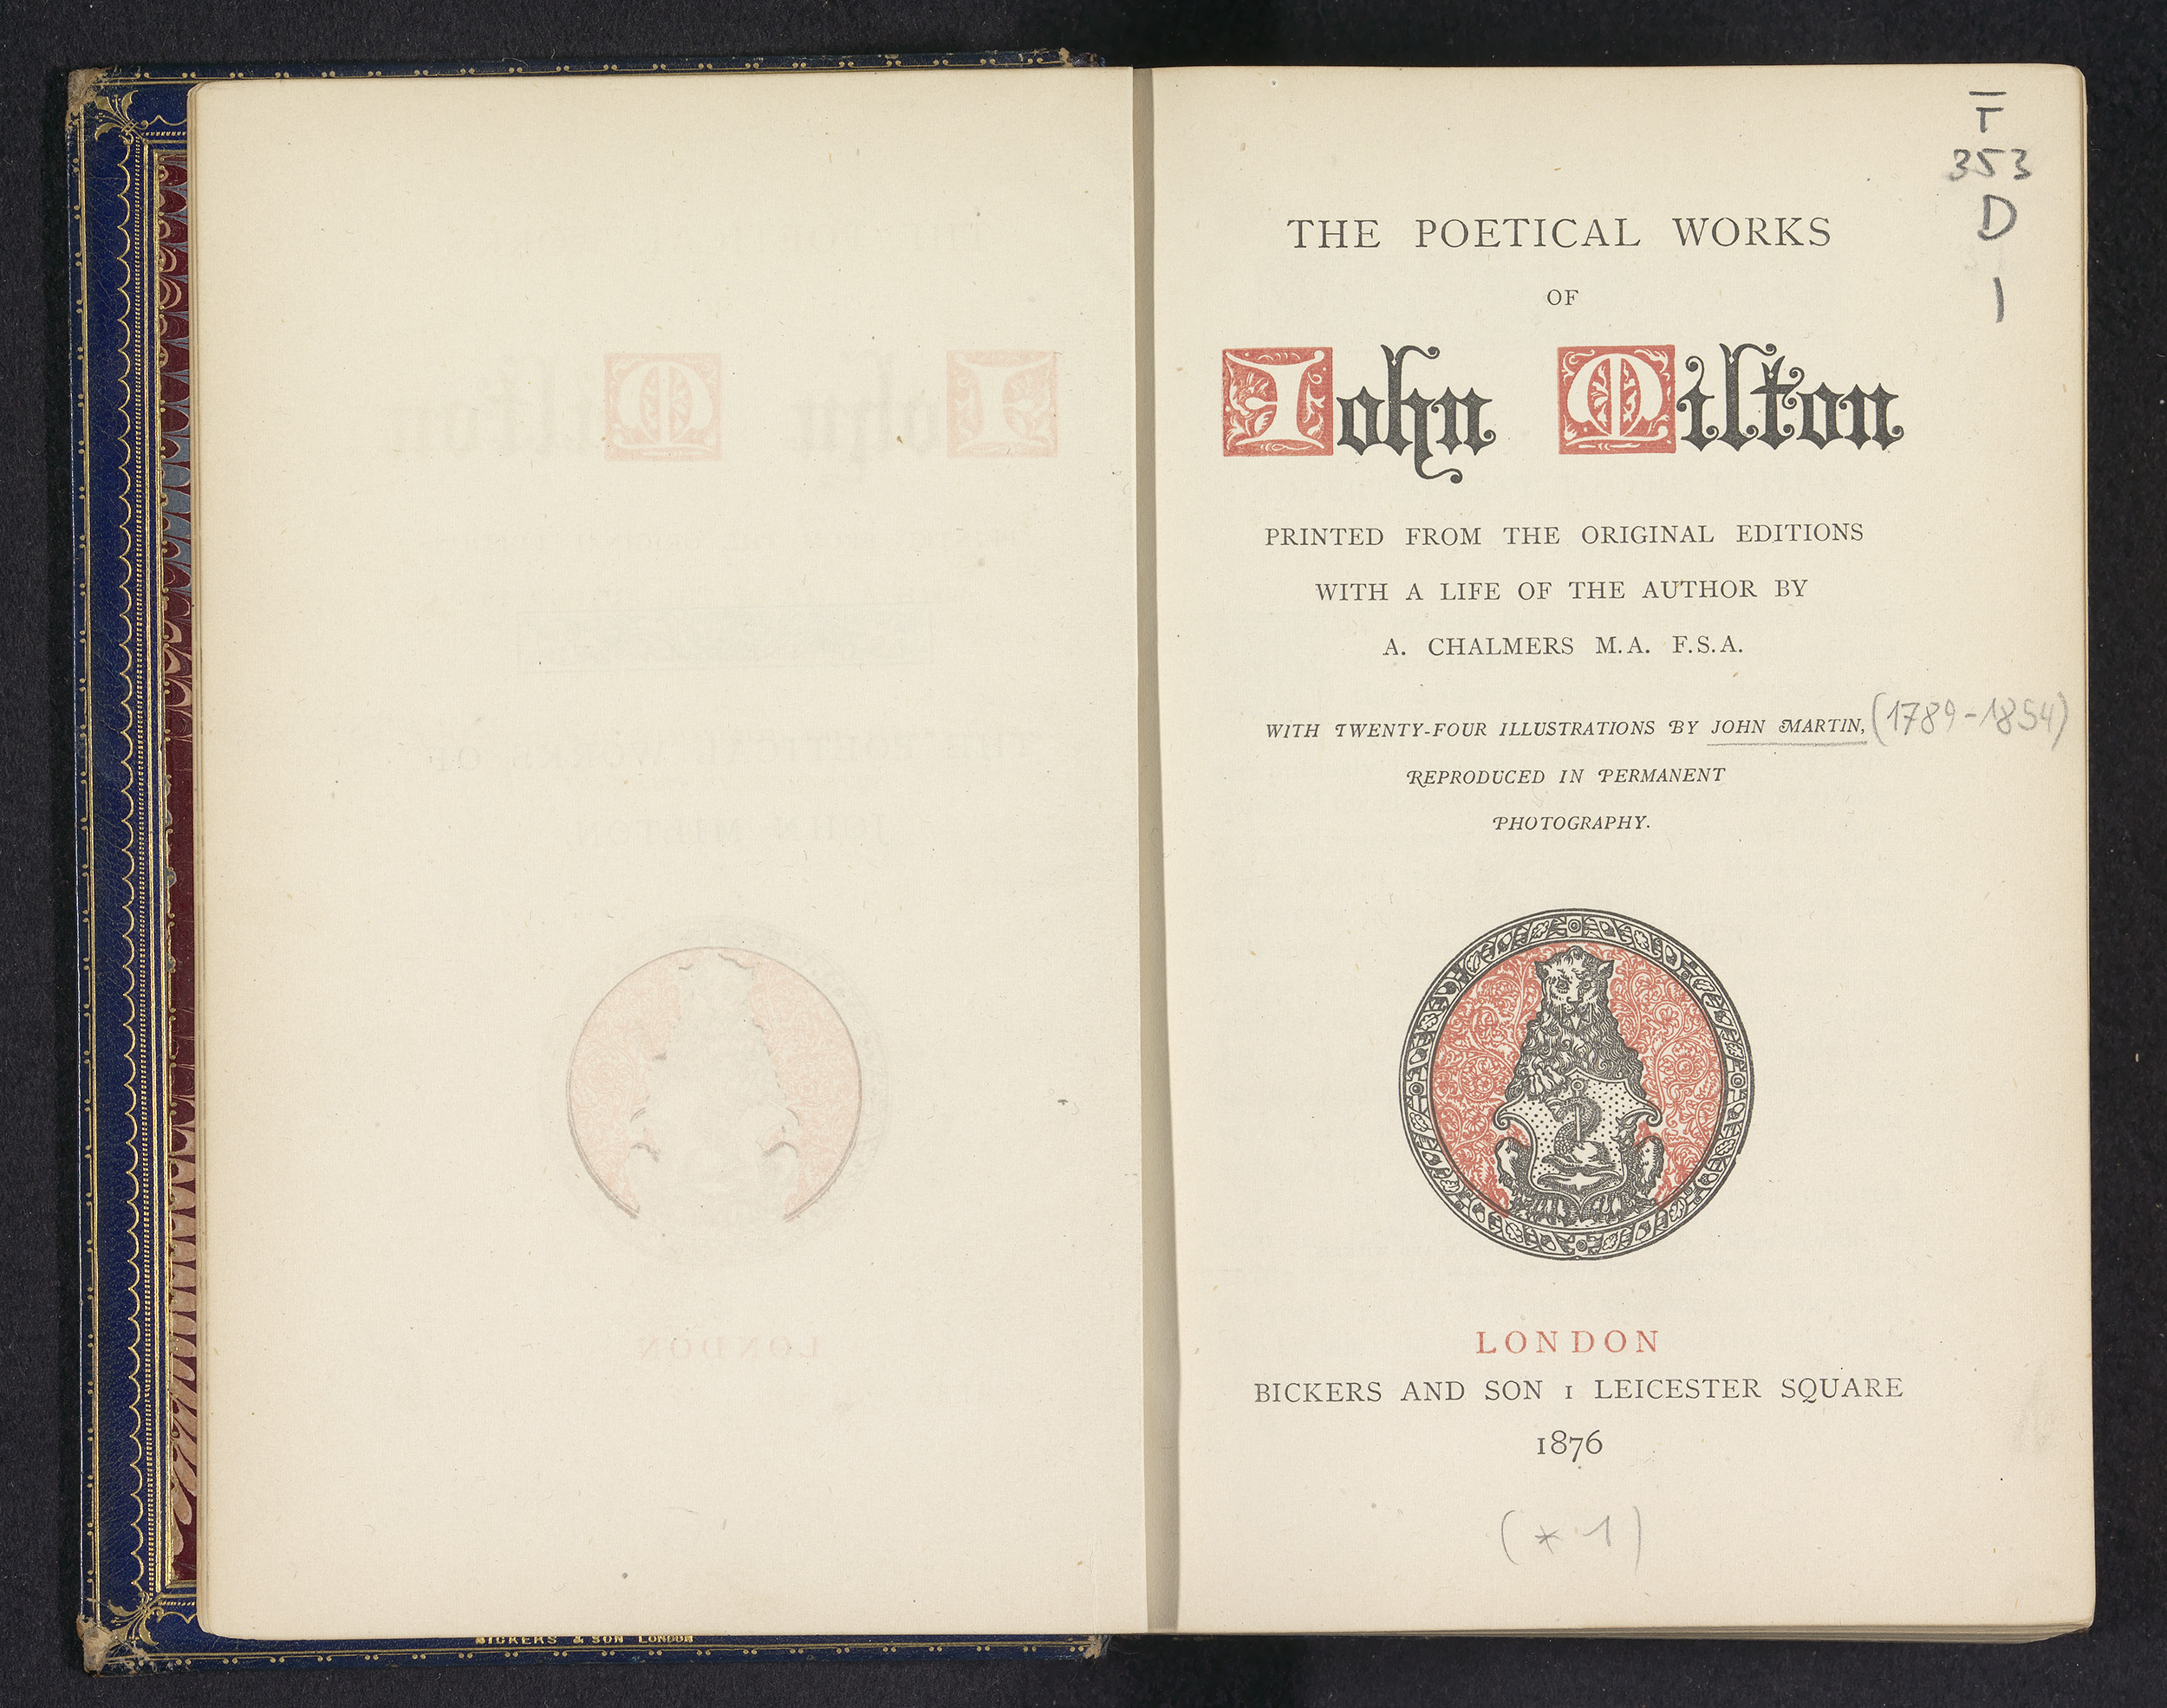 T
353
D
1
THE POETICAL WORKS
OF
Iohn Milton
PRINTED FROM THE ORIGINAL EDITIONS
WITH A LIFE OF THE AUTHOR BY
A. CHALMERS M.A. F.S.A.
WITH TWENTY-FOUR ILLUSTRATIONS BY JOHN MARTIN, (1789-1854)
REPRODUCED IN PERMANENT
PHOTOGRAPHY.
LONDON
BICKERS AND SON 1 LEICESTER SQUARE
1876
(* 1)
BICKERS & SON LONDON